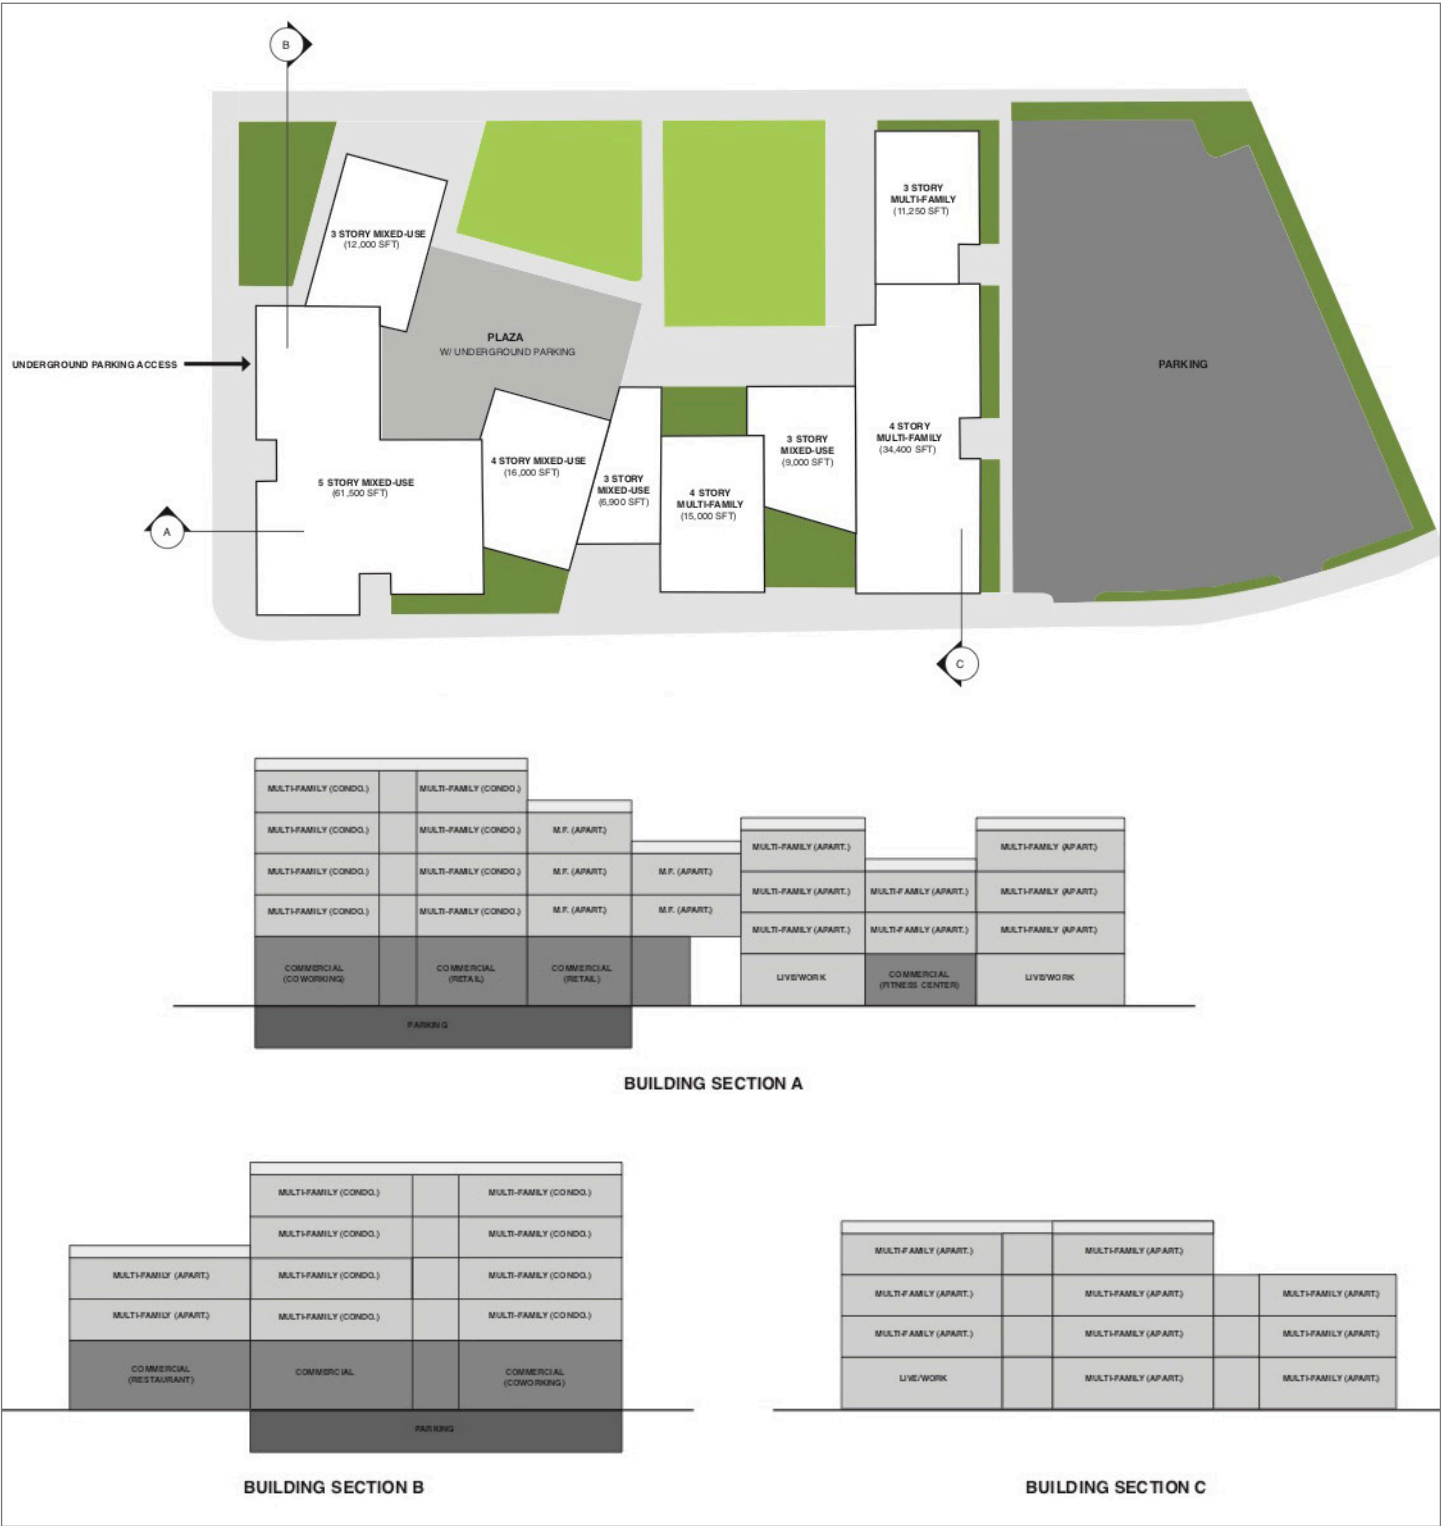 B
3 STORY
MULTI-FAMILY
(11,250 SFT)
3 STORY MIXED-USE
(12,000 SFT)
PLAZA
W/ UNDERGROUND PARKING
UNDERGROUND PARKING ACCESS
PARKING
4 STORY
MULTI-FAMILY
(34,400 SFT)
3 STORY
MIXED-USE
(9,000 SFT)
4 STORY MIXED-USE
(16,000 SFT)
5 STORY MIXED-USE
(61,500 SFT)
3 STORY
MIXED-USE
(6,900 SFT)
4 STORY
MULTI-FAMILY
(15,000 SFT)
A
C
MULTI-FAMILY (CONDO.) MULTI-FAMILY (CONDO.)
MULTI-FAMILY (CONDO.) MULTI-FAMILY (CONDO.) M.F. (APART.)
MULTI-FAMILY (APART.) MULTI-FAMILY (APART.)
MULTI-FAMILY (CONDO.) MULTI-FAMILY (CONDO.) M.F. (APART.) M.F. (APART.)
MULTI-FAMILY (APART.) MULTI-FAMILY (APART.) MULTI-FAMILY (APART.)
MULTI-FAMILY (CONDO.) MULTI-FAMILY (CONDO.) M.F. (APART.) M.F. (APART.)
MULTI-FAMILY (APART.) MULTI-FAMILY (APART.) MULTI-FAMILY (APART.)
COMMERCIAL
(COWORKING)
COMMERCIAL
(RETAIL)
COMMERCIAL
(RETAIL)
LIVE/WORK
COMMERCIAL
(FITNESS CENTER)
LIVE/WORK
PARKING
BUILDING SECTION A
MULTI-FAMILY (CONDO.) MULTI-FAMILY (CONDO.)
MULTI-FAMILY (CONDO.) MULTI-FAMILY (CONDO.)
MULTI-FAMILY (APART.) MULTI-FAMILY (CONDO.) MULTI-FAMILY (CONDO.)
MULTI-FAMILY (APART.) MULTI-FAMILY (CONDO.) MULTI-FAMILY (CONDO.)
COMMERCIAL
(RESTAURANT)
COMMERCIAL
COMMERCIAL
(COWORKING)
PARKING
BUILDING SECTION B
MULTI-FAMILY (APART.) MULTI-FAMILY (APART.)
MULTI-FAMILY (APART.) MULTI-FAMILY (APART.) MULTI-FAMILY (APART.)
MULTI-FAMILY (APART.) MULTI-FAMILY (APART.) MULTI-FAMILY (APART.)
LIVE/WORK MULTI-FAMILY (APART.) MULTI-FAMILY (APART.)
BUILDING SECTION C